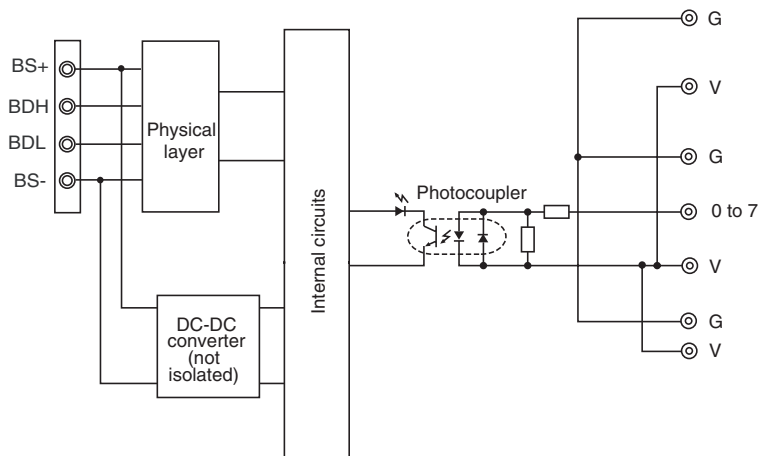 BS+
BDH
BDL
BS-
Physical
layer
DC-DC
converter
(not
isolated)
Internal circuits
Photocoupler
G
V
G
0 to 7
V
G
V